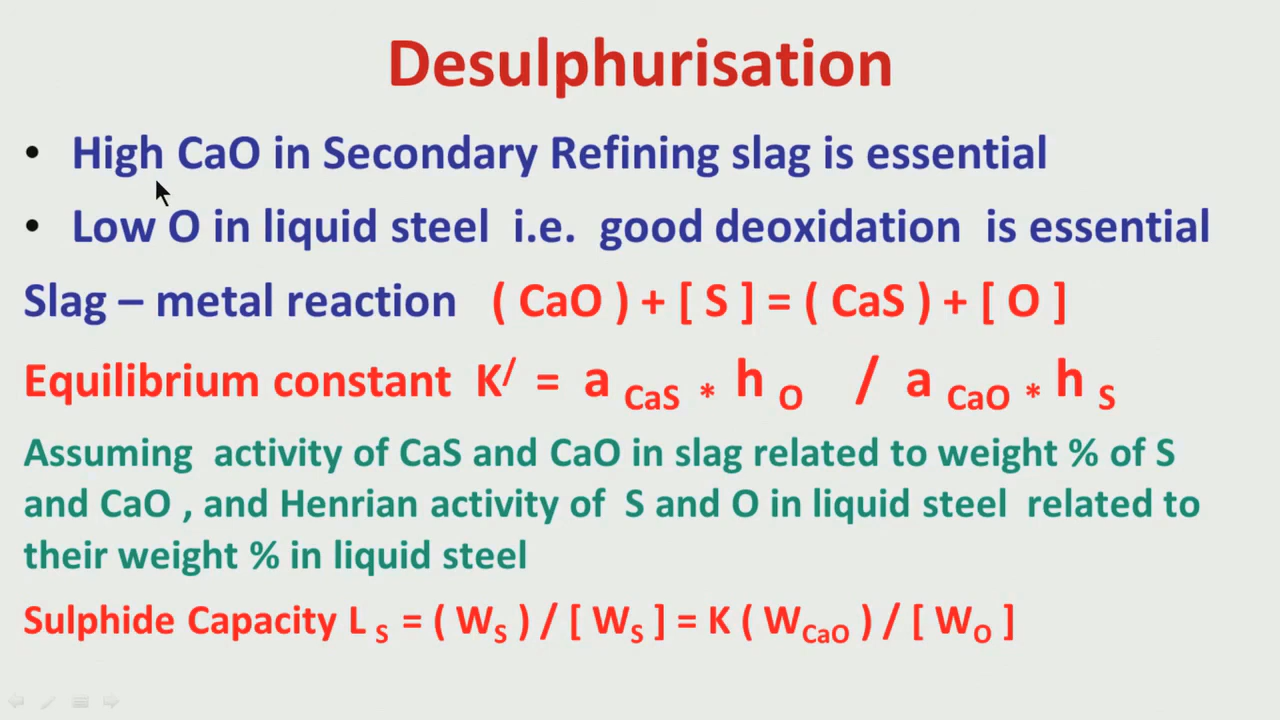 Desulphurisation
• High CaO in Secondary Refining slag is essential
• Low O in liquid steel i.e. good deoxidation is essential
Slag – metal reaction ( CaO ) + [ S ] = ( CaS ) + [ O ]
Equilibrium constant K/ = a CaS * h O / a CaO * h S
Assuming activity of CaS and CaO in slag related to weight % of S
and CaO , and Henrian activity of S and O in liquid steel related to
their weight % in liquid steel
Sulphide Capacity L S = ( WS ) / [ WS ] = K ( WCaO ) / [ WO ]